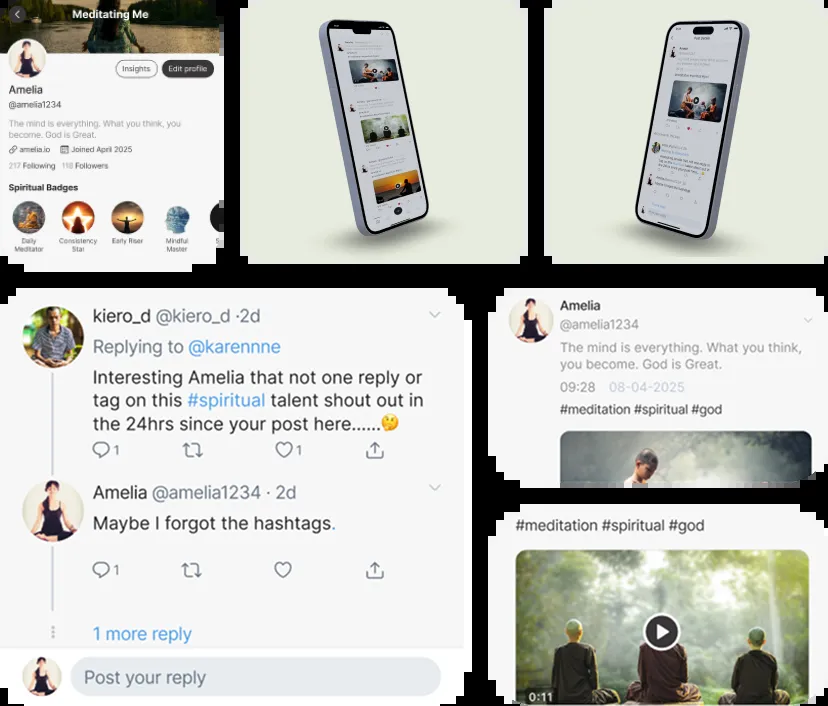 Meditating Me
Insights
Edit profile
Amelia
@amelia1234
The mind is everything. What you think, you
become. God is Great.
amelia.io Joined April 2025
217 Following 118 Followers
Spiritual Badges
Daily
Meditator
Consistency
Star
Early Riser
Mindful
Master
kiero_d @kiero_d ·2d
Replying to @karennne
Interesting Amelia that not one reply or
tag on this #spiritual talent shout out in
the 24hrs since your post here......🤔
1 1
Amelia @amelia1234 · 2d
Maybe I forgot the hashtags.
1
1 more reply
Post your reply
Amelia
@amelia1234
The mind is everything. What you think,
you become. God is Great.
09:28 08-04-2025
#meditation #spiritual #god
#meditation #spiritual #god
0:11